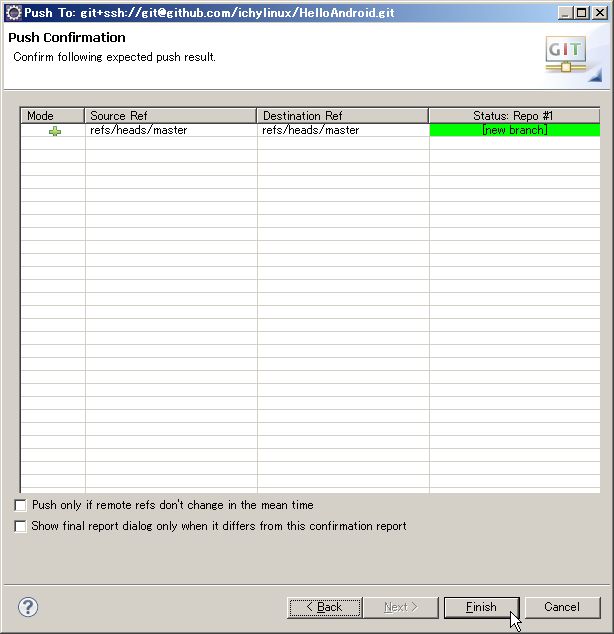 Push To: git+ssh://git@github.com/ichylinux/HelloAndroid.git
Push Confirmation
Confirm following expected push result.
GIT
Mode Source Ref Destination Ref Status: Repo #1
refs/heads/master refs/heads/master [new branch]
Push only if remote refs don't change in the mean time
Show final report dialog only when it differs from this confirmation report
? < Back Next > Finish Cancel